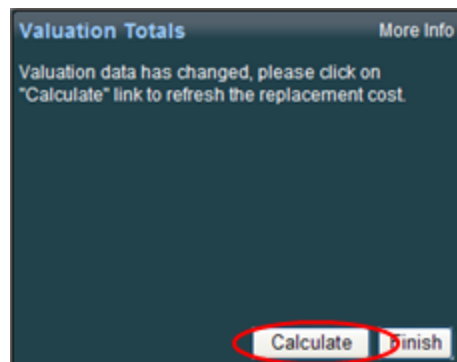 Valuation Totals More Info
Valuation data has changed, please click on
"Calculate" link to refresh the replacement cost.
Calculate Finish